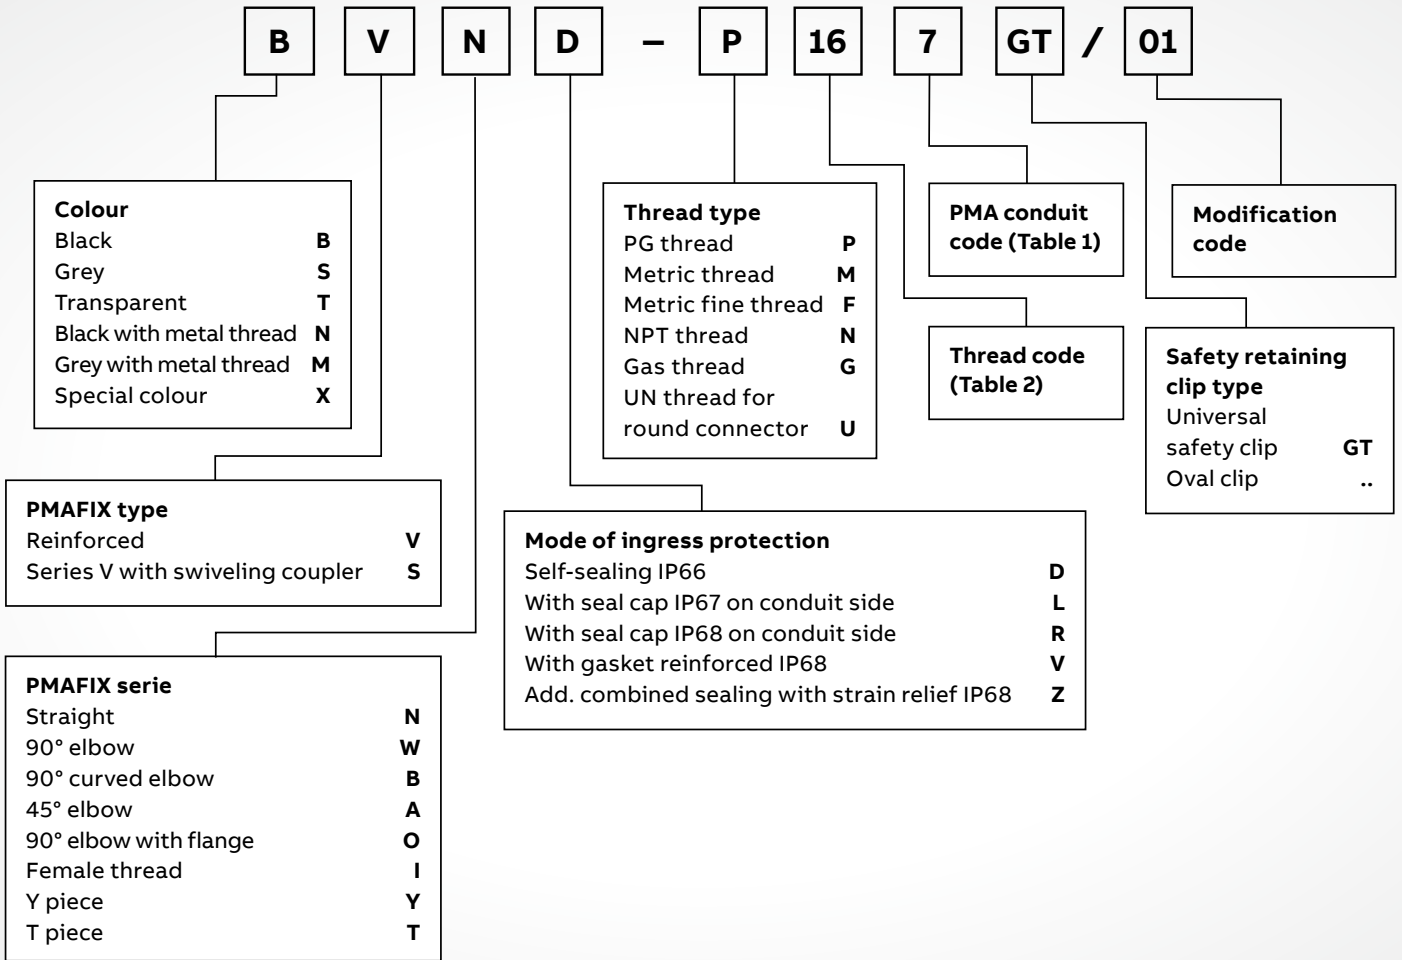 B V N D – P 16 7 GT / 01
Colour
Black B
Grey S
Transparent T
Black with metal thread N
Grey with metal thread M
Special colour X
Thread type
PG thread P
Metric thread M
Metric fine thread F
NPT thread N
Gas thread G
UN thread for
round connector U
PMA conduit
code (Table 1)
Modification
code
Thread code
(Table 2)
Safety retaining
clip type
Universal
safety clip GT
Oval clip ..
PMAFIX type
Reinforced V
Series V with swiveling coupler S
Mode of ingress protection
Self-sealing IP66 D
With seal cap IP67 on conduit side L
With seal cap IP68 on conduit side R
With gasket reinforced IP68 V
Add. combined sealing with strain relief IP68 Z
PMAFIX serie
Straight N
90° elbow W
90° curved elbow B
45° elbow A
90° elbow with flange O
Female thread I
Y piece Y
T piece T